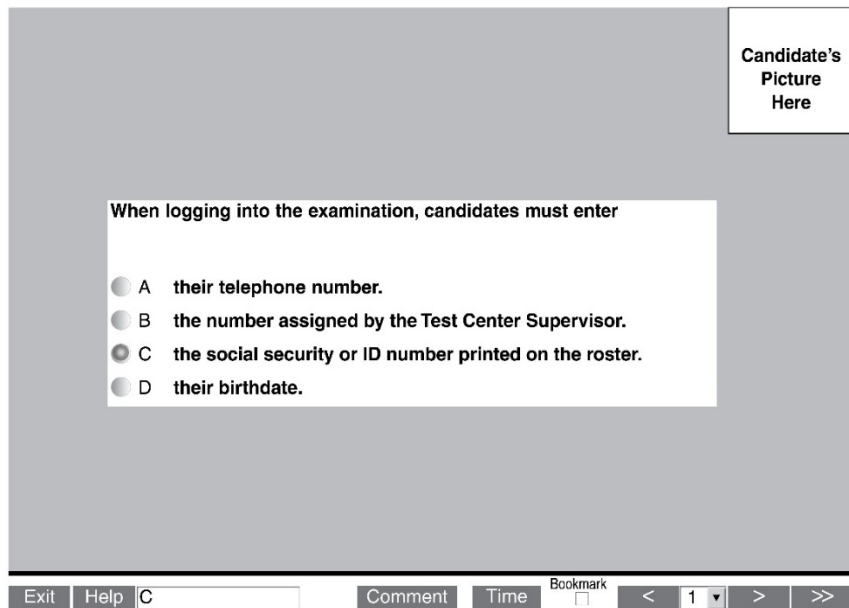 Candidate's
Picture
Here
When logging into the examination, candidates must enter
A their telephone number.
B the number assigned by the Test Center Supervisor.
C the social security or ID number printed on the roster.
D their birthdate.
Exit Help C Comment Time Bookmark < 1 > >>